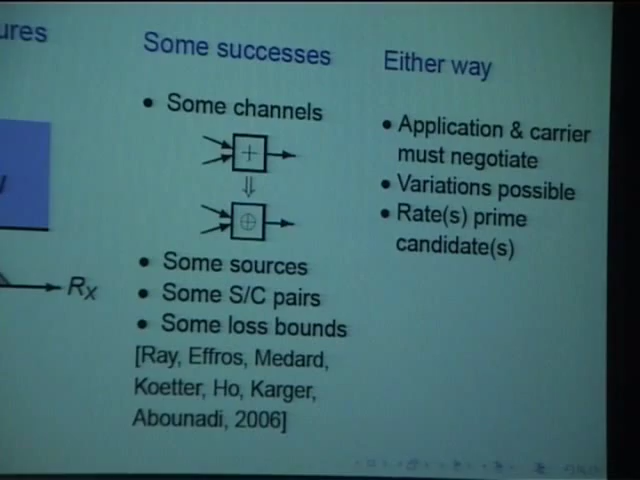 ures
Some successes
Either way
• Some channels
+
⇓
⊕
• Some sources
• Some S/C pairs
• Some loss bounds
[Ray, Effros, Medard,
Koetter, Ho, Karger,
Abounadi, 2006]
• Application & carrier
must negotiate
• Variations possible
• Rate(s) prime
candidate(s)
Rx